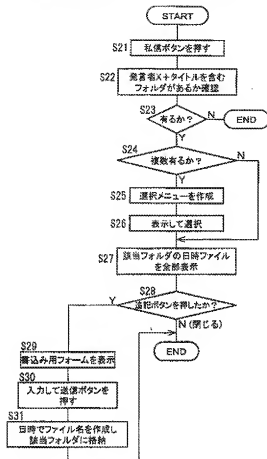 START
S21
私信ボタンを押す
S22
発言者X+タイトルを含む
フォルダがあるか確認
S23
有るか?
N
END
Y
S24
複数有るか?
N
Y
S25
選択メニューを作成
S26
表示して選択
S27
該当フォルダの日時ファイル
を全部表示
S28
追記ボタンを押したか?
Y
N(閉じる)
END
S29
書込み用フォームを表示
S30
入力して送信ボタンを
押す
S31
日時でファイル名を作成し
該当フォルダに格納